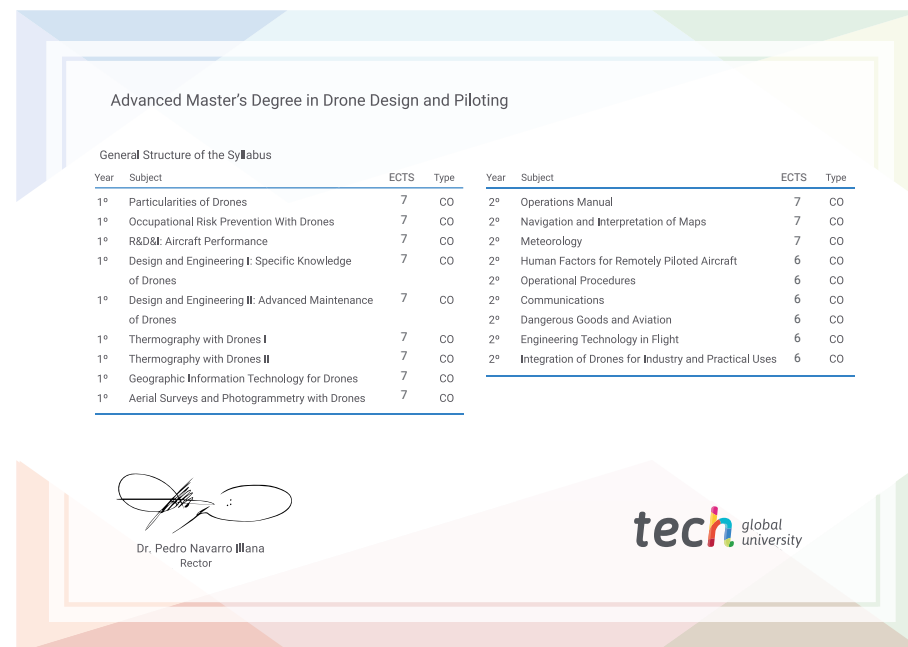 Advanced Master's Degree in Drone Design and Piloting
General Structure of the Syllabus
Year Subject ECTS Type
1º Particularities of Drones 7 CO
1º Occupational Risk Prevention With Drones 7 CO
1º R&D&I: Aircraft Performance 7 CO
1º Design and Engineering I: Specific Knowledge 7 CO
of Drones
1º Design and Engineering II: Advanced Maintenance 7 CO
of Drones
1º Thermography with Drones I 7 CO
1º Thermography with Drones II 7 CO
1º Geographic Information Technology for Drones 7 CO
1º Aerial Surveys and Photogrammetry with Drones 7 CO
Year Subject ECTS Type
2º Operations Manual 7 CO
2º Navigation and Interpretation of Maps 7 CO
2º Meteorology 7 CO
2º Human Factors for Remotely Piloted Aircraft 6 CO
2º Operational Procedures 6 CO
2º Communications 6 CO
2º Dangerous Goods and Aviation 6 CO
2º Engineering Technology in Flight 6 CO
2º Integration of Drones for Industry and Practical Uses 6 CO
Dr. Pedro Navarro Illana
Rector
tech global
university